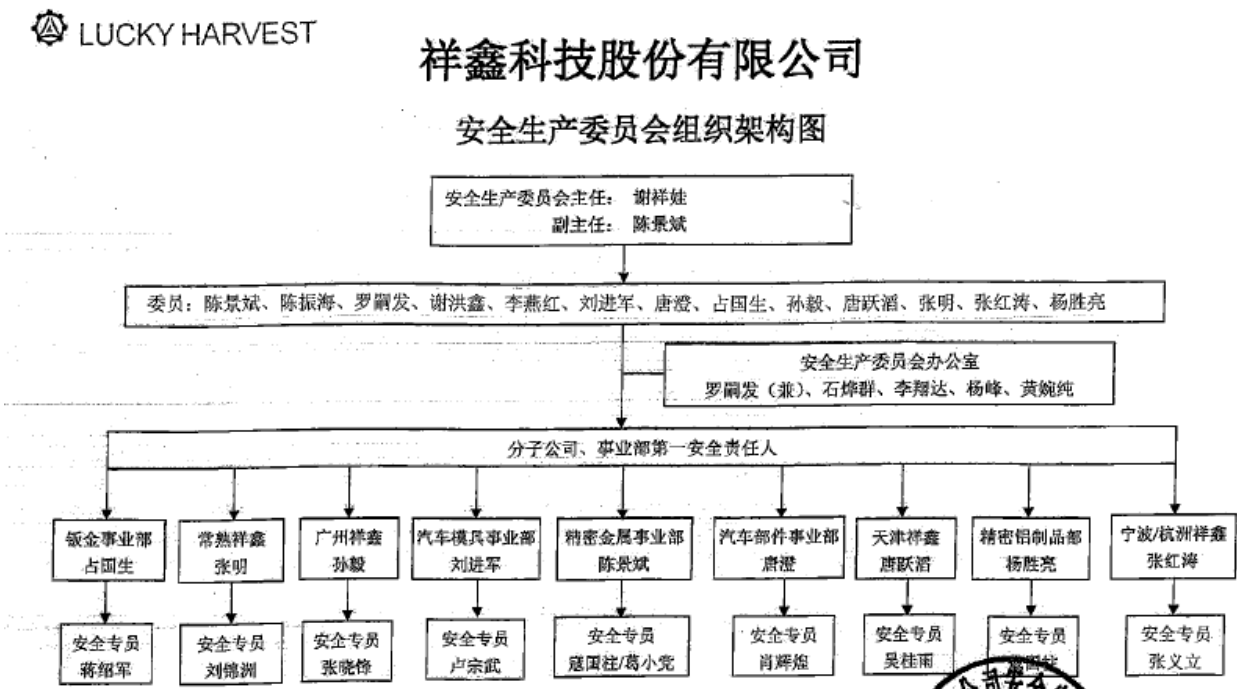 LUCKY HARVEST
祥鑫科技股份有限公司
安全生产委员会组织架构图
安全生产委员会主任： 谢祥娃
副主任： 陈景斌
委员：陈景斌、陈振海、罗嗣发、谢洪鑫、李燕红、刘进军、唐澄、占国生、孙毅、唐跃滔、张明、张红涛、杨胜亮
安全生产委员会办公室
罗嗣发（兼）、石烨群、李翔达、杨峰、黄婉纯
分子公司、事业部第一安全责任人
钣金事业部
占国生
常熟祥鑫
张明
广州祥鑫
孙毅
汽车模具事业部
刘进军
精密金属事业部
陈景斌
汽车部件事业部
唐澄
天津祥鑫
唐跃滔
精密铝制品部
杨胜亮
宁波/杭洲祥鑫
张红涛
安全专员
蒋绍军
安全专员
刘锦洲
安全专员
张晓锋
安全专员
卢宗武
安全专员
寇国柱/葛小党
安全专员
肖辉煌
安全专员
吴桂雨
安全专员
安全专员
张义立